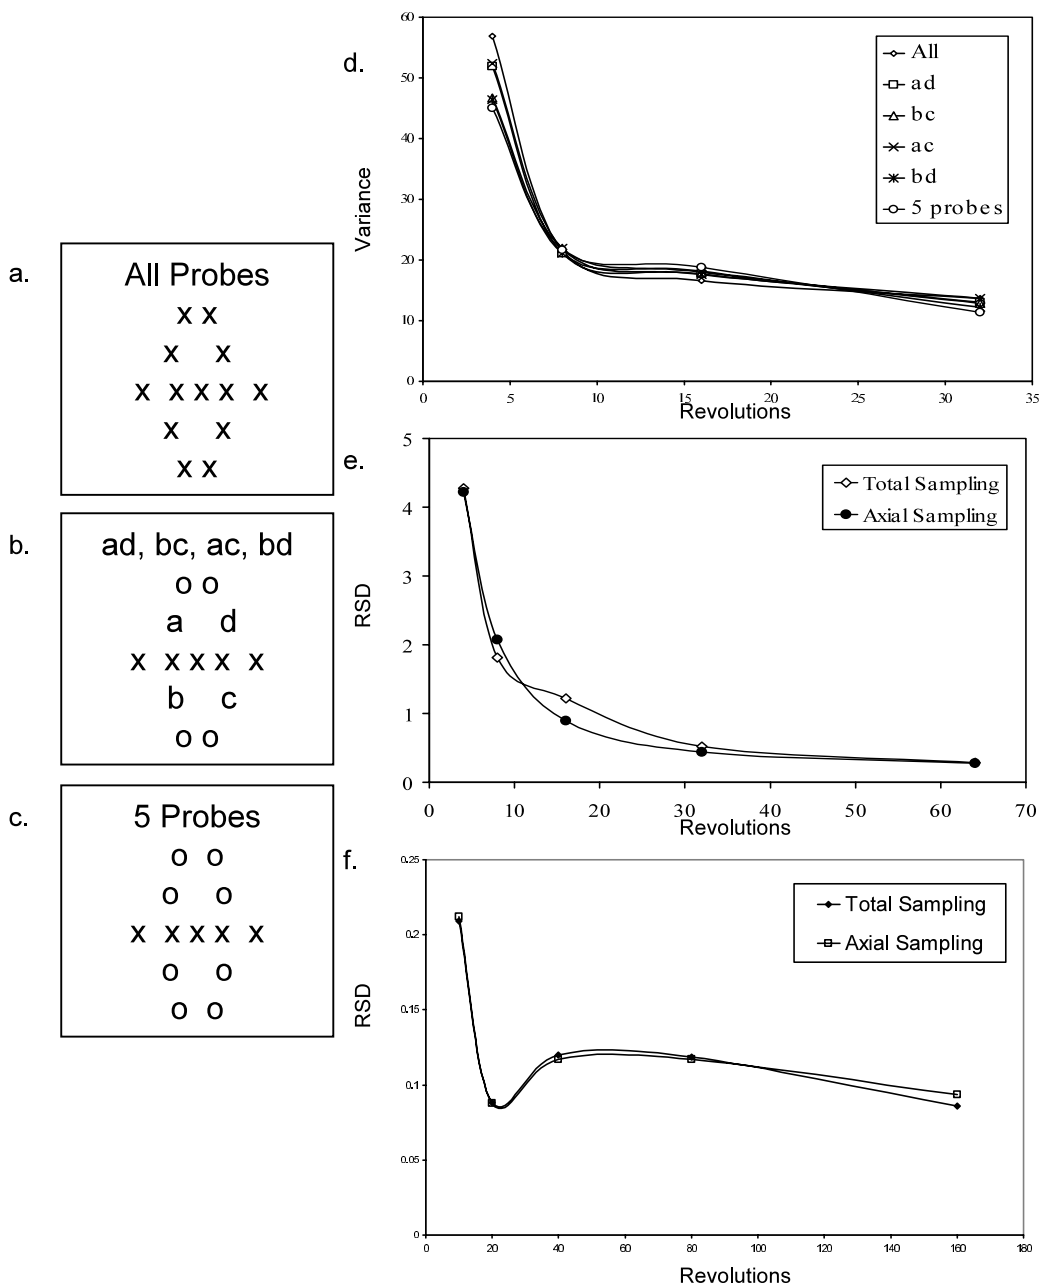 a.
All Probes
x x
x x
x x x x x
x x
x x
b.
ad, bc, ac, bd
o o
a d
x x x x x
b c
o o
c.
5 Probes
o o
o o
x x x x x
o o
o o
d.
Variance
60
50
40
30
20
10
0
0 5 10 15 20 25 30 35
Revolutions
All
ad
bc
ac
bd
5 probes
e.
RSD
5
4
3
2
1
0
0 10 20 30 40 50 60 70
Revolutions
Total Sampling
Axial Sampling
f.
RSD
0.25
0.2
0.15
0.1
0.05
0
0 20 40 60 80 100 120 140 160 180
Revolutions
Total Sampling
Axial Sampling